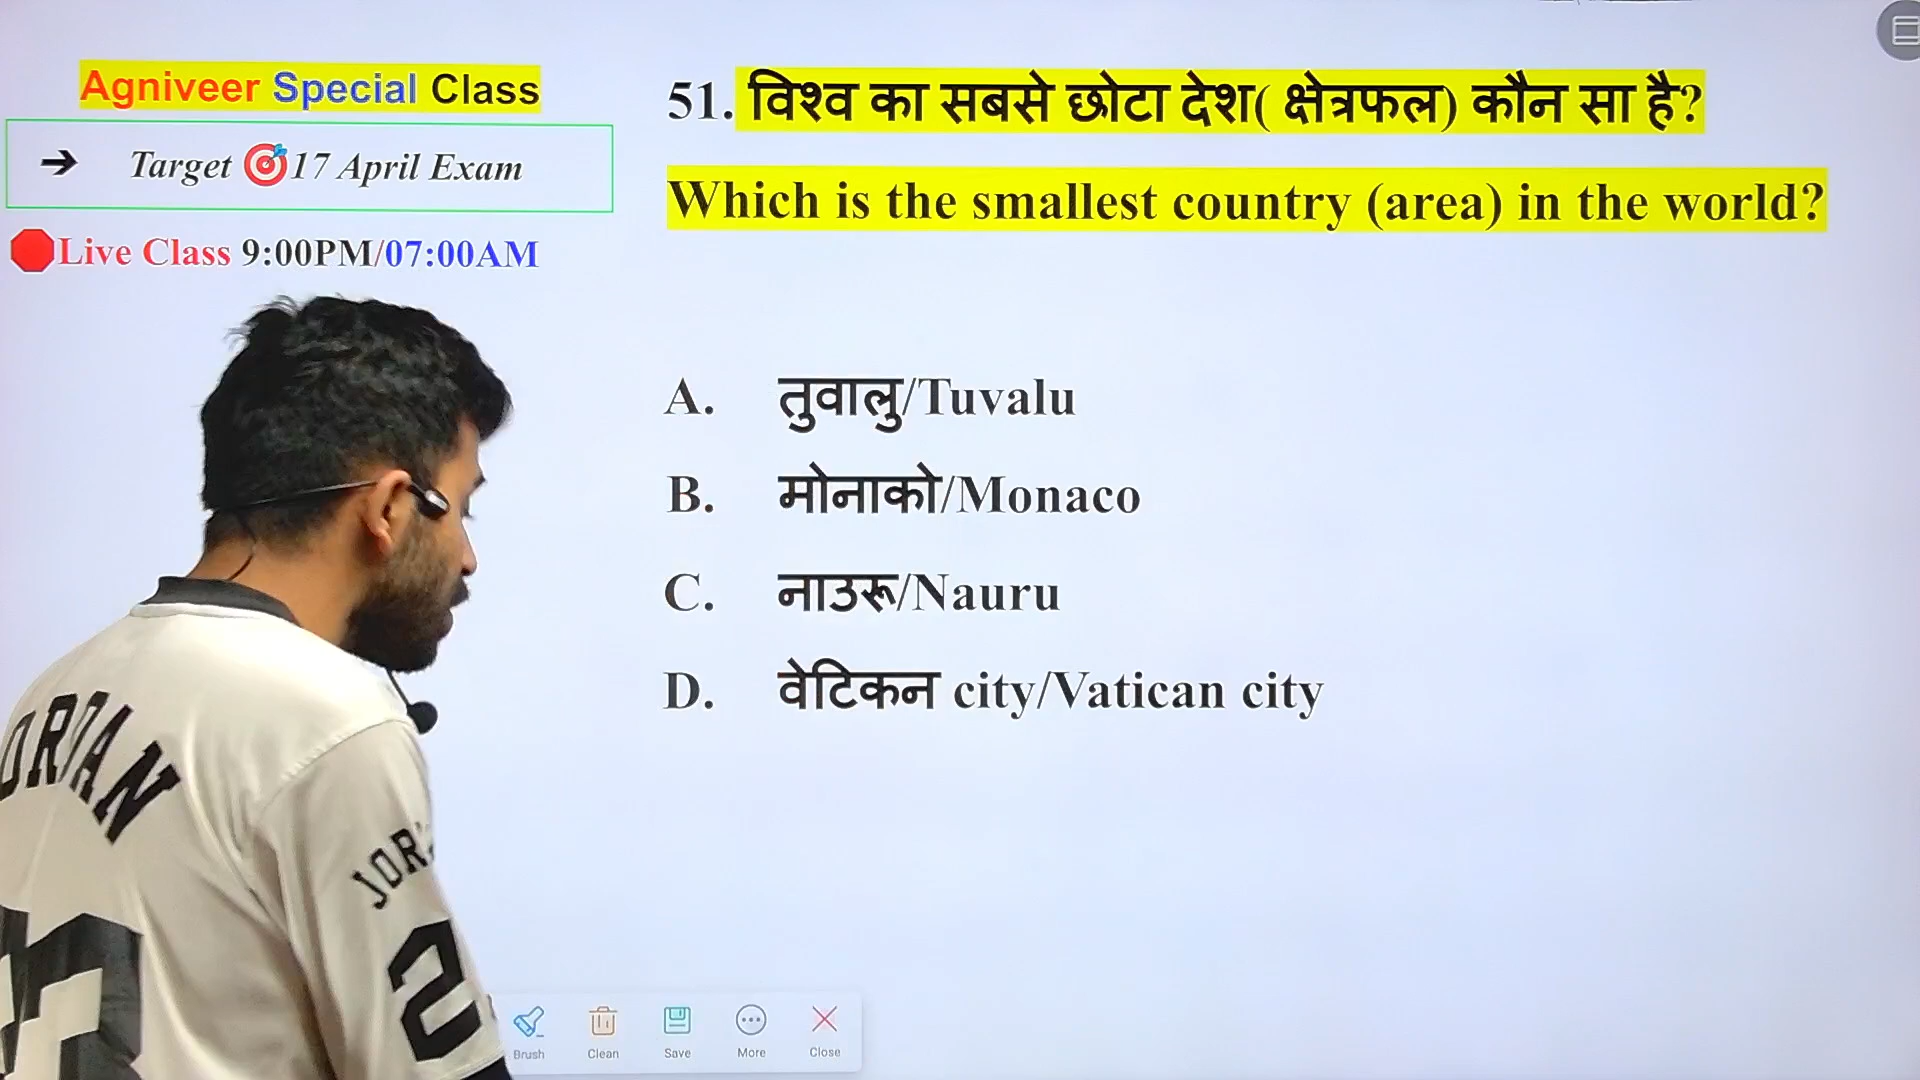 Agniveer Special Class
➔ Target 🎯17 April Exam
🛑Live Class 9:00PM/07:00AM
51. विश्व का सबसे छोटा देश( क्षेत्रफल) कौन सा है?
Which is the smallest country (area) in the world?
A. तुवालु/Tuvalu
B. मोनाको/Monaco
C. नाउरू/Nauru
D. वेटिकन city/Vatican city
Brush Clean Save More Close